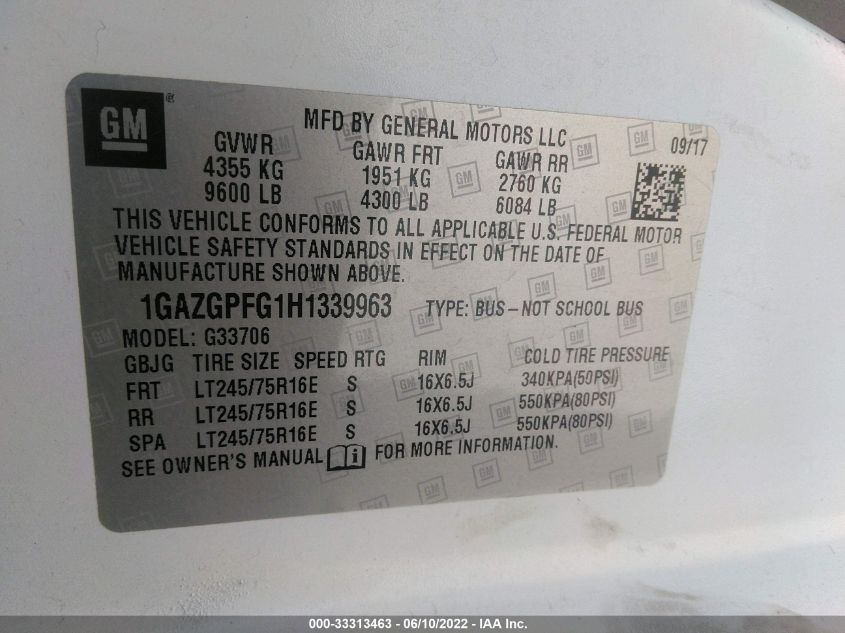 GM ®
MFD BY GENERAL MOTORS LLC
09/17
GVWR GAWR FRT GAWR RR
4355 KG 1951 KG 2760 KG
9600 LB 4300 LB 6084 LB
THIS VEHICLE CONFORMS TO ALL APPLICABLE U.S. FEDERAL MOTOR
VEHICLE SAFETY STANDARDS IN EFFECT ON THE DATE OF
MANUFACTURE SHOWN ABOVE.
1GAZGPFG1H1339963 TYPE: BUS-NOT SCHOOL BUS
MODEL: G33706
GBJG TIRE SIZE SPEED RTG RIM COLD TIRE PRESSURE
FRT LT245/75R16E S 16X6.5J 340KPA(50PSI)
RR LT245/75R16E S 16X6.5J 550KPA(80PSI)
SPA LT245/75R16E S 16X6.5J 550KPA(80PSI)
SEE OWNER'S MANUAL FOR MORE INFORMATION.
000-33313463 - 06/10/2022 - IAA Inc.